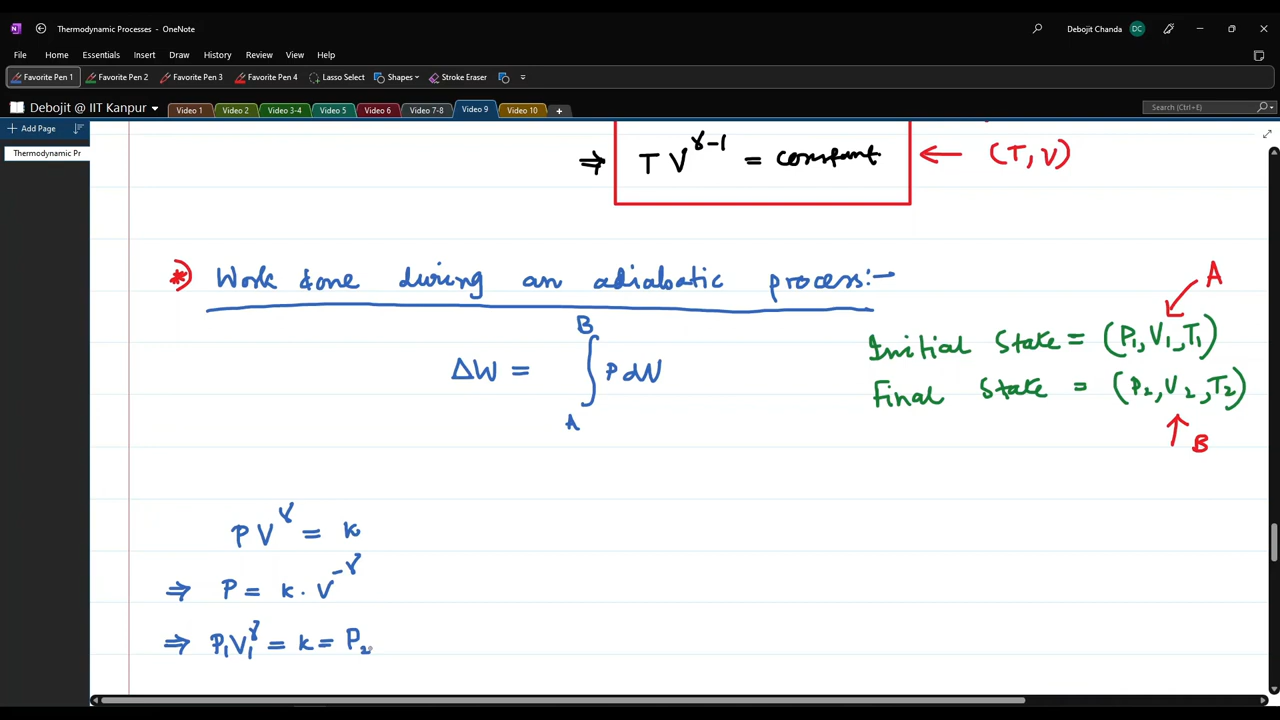 Thermodynamic Processes - OneNote
Debojit Chanda DC
File Home Essentials Insert Draw History Review View Help
Favorite Pen 1 Favorite Pen 2 Favorite Pen 3 Favorite Pen 4 Lasso Select Shapes Stroke Eraser
Debojit @ IIT Kanpur Video 1 Video 2 Video 3-4 Video 5 Video 6 Video 7-8 Video 9 Video 10 Search (Ctrl+E)
Add Page
Thermodynamic Pr
⇒ T V^γ-1 = constant ← (T, V)
*) Work done during an adiabatic process:-
A
Initial State = (P₁, V₁, T₁)
ΔW = ∫_A^B P dV
Final State = (P₂, V₂, T₂)
B
P V^γ = k
⇒ P = k · V^-γ
⇒ P₁V₁^γ = k = P₂